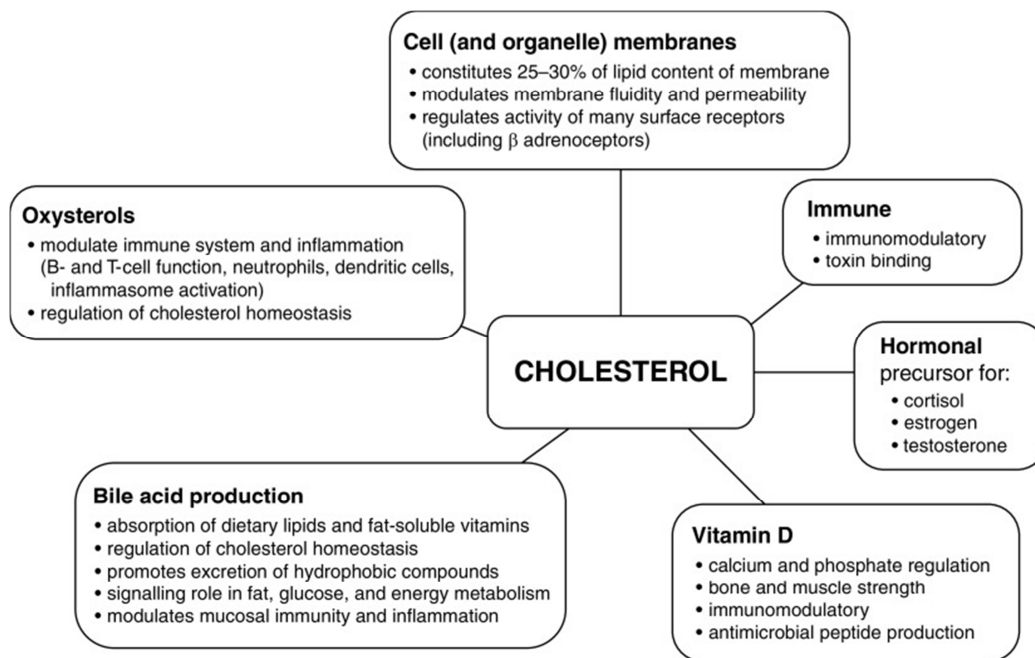 Cell (and organelle) membranes
• constitutes 25–30% of lipid content of membrane
• modulates membrane fluidity and permeability
• regulates activity of many surface receptors
(including β adrenoceptors)
Oxysterols
• modulate immune system and inflammation
(B- and T-cell function, neutrophils, dendritic cells,
inflammasome activation)
• regulation of cholesterol homeostasis
Immune
• immunomodulatory
• toxin binding
CHOLESTEROL
Hormonal
precursor for:
• cortisol
• estrogen
• testosterone
Bile acid production
• absorption of dietary lipids and fat-soluble vitamins
• regulation of cholesterol homeostasis
• promotes excretion of hydrophobic compounds
• signalling role in fat, glucose, and energy metabolism
• modulates mucosal immunity and inflammation
Vitamin D
• calcium and phosphate regulation
• bone and muscle strength
• immunomodulatory
• antimicrobial peptide production